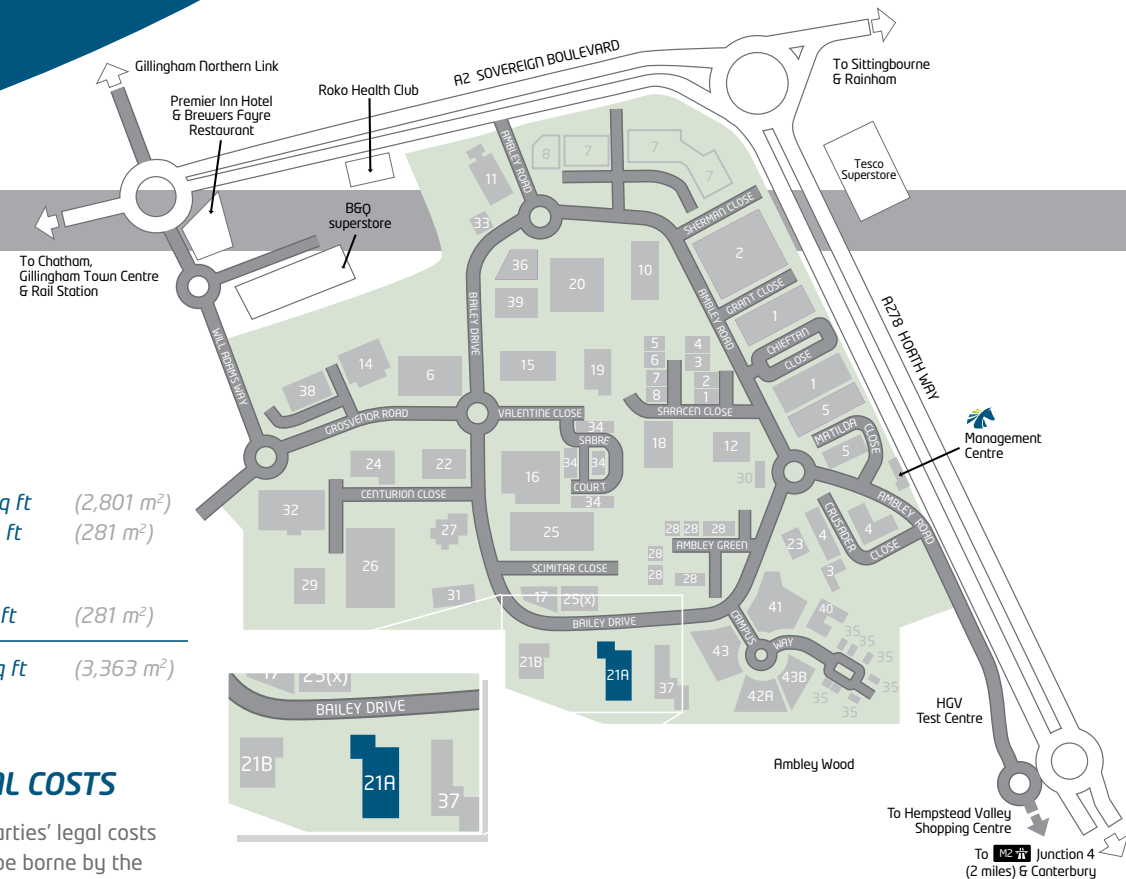 A2 SOVEREIGN BOULEVARD
Gillingham Northern Link
Premier Inn Hotel
& Brewers Fayre
Restaurant
Roko Health Club
To Sittingbourne
& Rainham
Tesco
Superstore
B&Q
superstore
To Chatham,
Gillingham Town Centre
& Rail Station
AMBLEY ROAD
8
7
7
7
11
33
SHERMAN CLOSE
2
36
39
20
10
GRANT CLOSE
1
AMBLEY ROAD
BAILEY DRIVE
WILL ADAMS WAY
A278 HOATH WAY
CHIEFTAN
CLOSE
14
38
6
15
19
5
6
7
8
4
3
2
1
1
5
GROSVENOR ROAD
VALENTINE CLOSE
SARACEN CLOSE
MATILDA
CLOSE
5
Management
Centre
34
SABRE
34
34
COURT
34
18
12
30
24
22
16
CENTURION CLOSE
32
27
25
28
28
28
AMBLEY GREEN
28
28
28
23
4
CRUSADER
CLOSE
4
3
AMBLEY ROAD
26
29
31
SCIMITAR CLOSE
17
25(x)
BAILEY DRIVE
41
40
CAMPUS
WAY
43
43B
42A
35
35
35
35
35
35
21B
21A
37
HGV
Test Centre
Ambley Wood
To Hempstead Valley
Shopping Centre
To M2 Junction 4
(2 miles) & Canterbury
q ft (2,801 m²)
ft (281 m²)
ft (281 m²)
q ft (3,363 m²)
25(x)
BAILEY DRIVE
21B
21A
37
AL COSTS
arties' legal costs
be borne by the